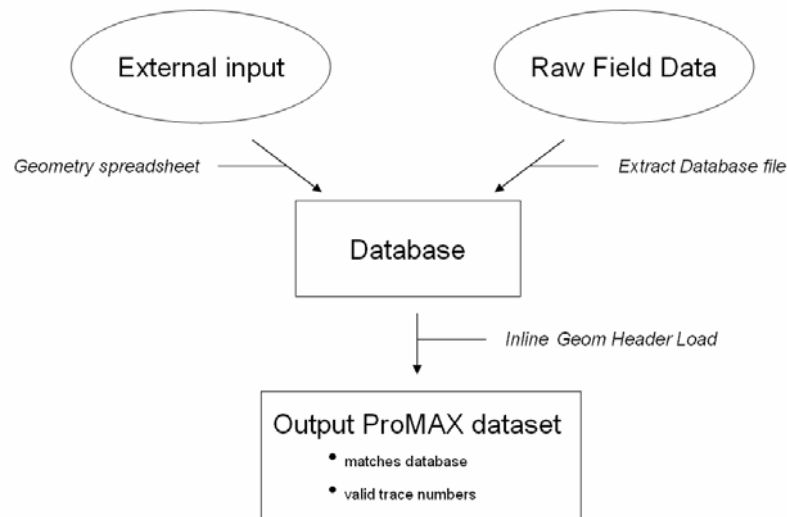 External input
Raw Field Data
Geometry spreadsheet
Extract Database file
Database
Inline Geom Header Load
Output ProMAX dataset
• matches database
• valid trace numbers